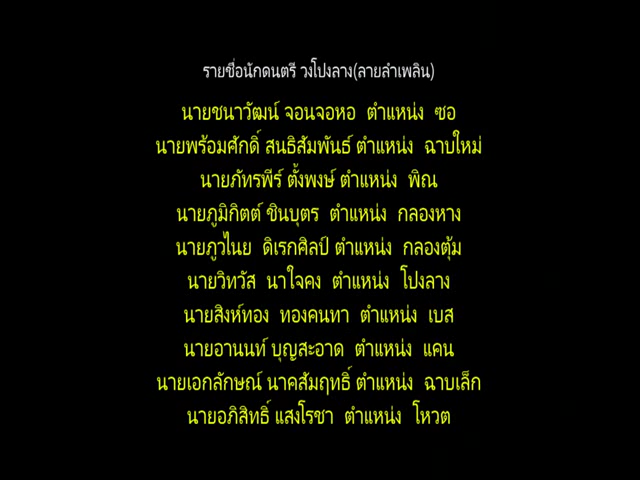 รายชื่อนักดนตรี วงโปงลาง(ลายลำเพลิน)
นายชนาวัฒน์ จอนจอหอ ตำแหน่ง ซอ
นายพร้อมศักดิ์ สนธิสัมพันธ์ ตำแหน่ง ฉาบใหม่
นายภัทรพีร์ ตั้งพงษ์ ตำแหน่ง พิณ
นายภูมิกิตต์ ชินบุตร ตำแหน่ง กลองหาง
นายภูวไนย ดิเรกศิลป์ ตำแหน่ง กลองตุ้ม
นายวิทวัส นาใจคง ตำแหน่ง โปงลาง
นายสิงห์ทอง ทองคนทา ตำแหน่ง เบส
นายอานนท์ บุญสะอาด ตำแหน่ง แคน
นายเอกลักษณ์ นาคสัมฤทธิ์ ตำแหน่ง ฉาบเล็ก
นายอภิสิทธิ์ แสงโรชา ตำแหน่ง โหวต